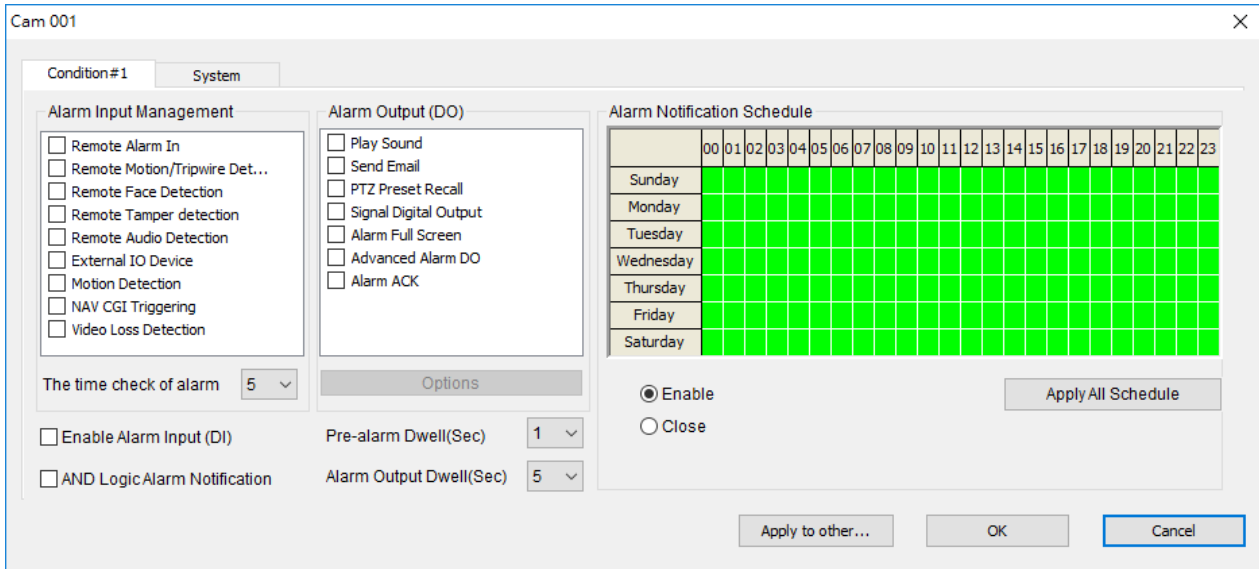 Cam 001
Condition#1
System
Alarm Input Management
Remote Alarm In
Remote Motion/Tripwire Det...
Remote Face Detection
Remote Tamper detection
Remote Audio Detection
External IO Device
Motion Detection
NAV CGI Triggering
Video Loss Detection
The time check of alarm 5
Enable Alarm Input (DI)
AND Logic Alarm Notification
Alarm Output (DO)
Play Sound
Send Email
PTZ Preset Recall
Signal Digital Output
Alarm Full Screen
Advanced Alarm DO
Alarm ACK
Options
Pre-alarm Dwell(Sec) 1
Alarm Output Dwell(Sec) 5
Alarm Notification Schedule
00 01 02 03 04 05 06 07 08 09 10 11 12 13 14 15 16 17 18 19 20 21 22 23
Sunday
Monday
Tuesday
Wednesday
Thursday
Friday
Saturday
Enable
Close
Apply All Schedule
Apply to other...
OK
Cancel